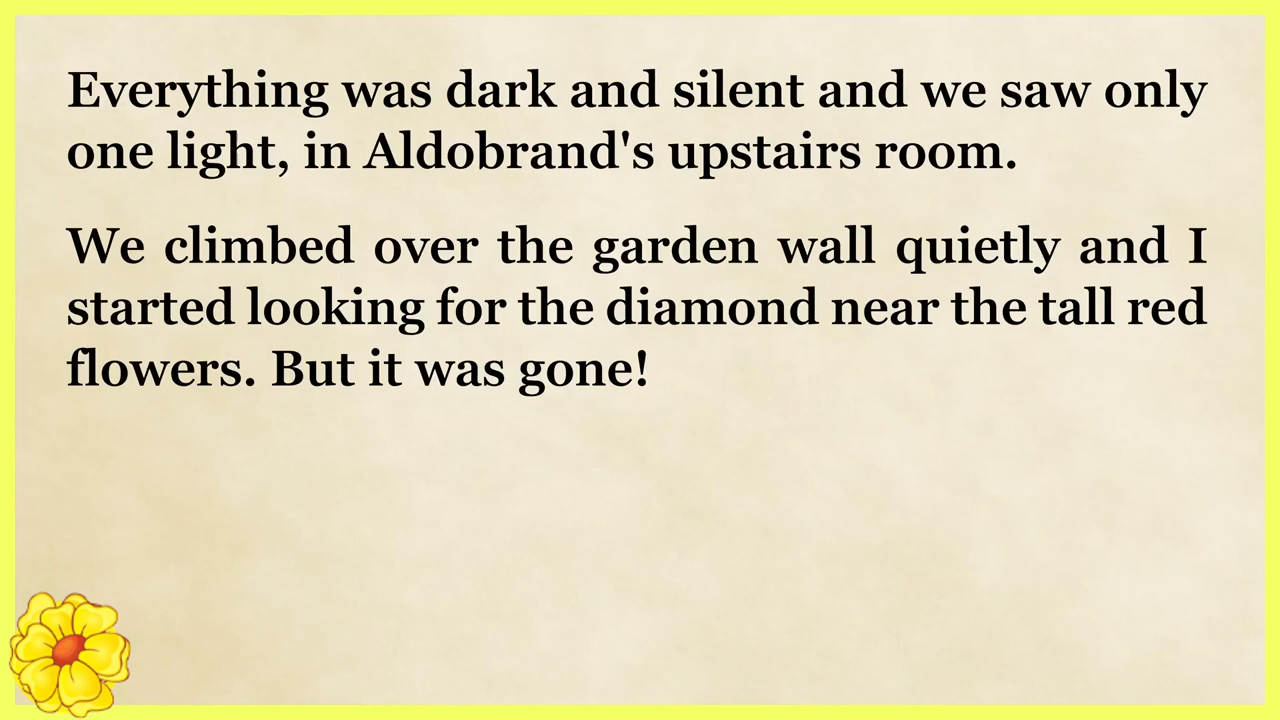 Everything was dark and silent and we saw only
one light, in Aldobrand's upstairs room.
We climbed over the garden wall quietly and I
started looking for the diamond near the tall red
flowers. But it was gone!